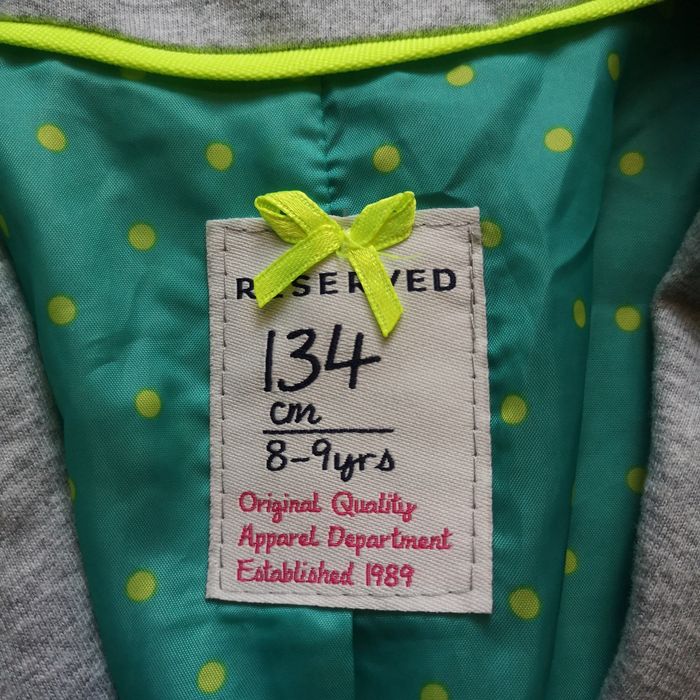 RESERVED
134
cm
8-9yrs
Original Quality
Apparel Department
Established 1989